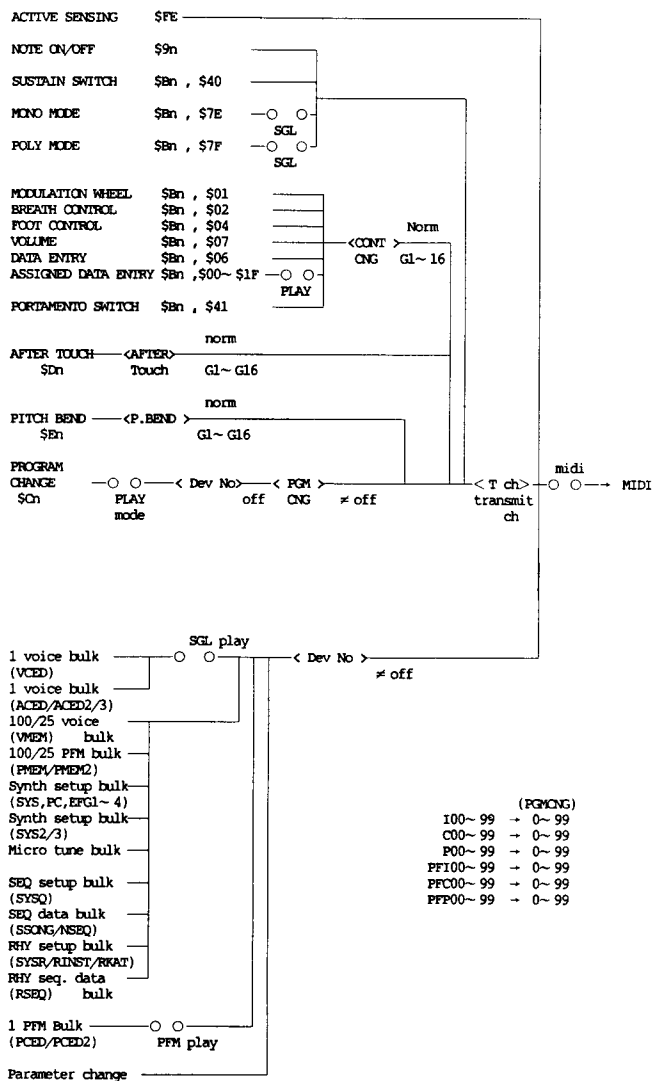 ACTIVE SENSING $FE
NOTE ON/OFF $9n
SUSTAIN SWITCH $Bn , $40
MONO MODE $Bn , $7E
SGL
POLY MODE $Bn , $7F
SGL
MODULATION WHEEL $Bn , $01
BREATH CONTROL $Bn , $02
FOOT CONTROL $Bn , $04
Norm
VOLUME $Bn , $07 <CONT >
DATA ENTRY $Bn , $06 CNG G1~ 16
ASSIGNED DATA ENTRY $Bn ,$00~ $1F
PLAY
PORTAMENTO SWITCH $Bn , $41
norm
AFTER TOUCH <AFTER>
$Dn Touch G1~ G16
norm
PITCH BEND <P.BEND >
$En G1~ G16
PROGRAM
midi
CHANGE < Dev No> < PGM > < T ch> → MIDI
$Cn PLAY off CNG ≠ off transmit
mode ch
SGL play
1 voice bulk < Dev No >
(VCED) ≠ off
1 voice bulk
(ACED/ACED2/3)
100/25 voice
(VMEM) bulk
100/25 PFM bulk
(PMEM/PMEM2)
Synth setup bulk
(SYS,PC,EFG1~ 4)
Synth setup bulk
(SYS2/3)
Micro tune bulk
SEQ setup bulk
(SYSQ)
SEQ data bulk
(SSONG/NSEQ)
RHY setup bulk
(SYSR/RINST/RKAT)
RHY seq. data
(RSEQ) bulk
(PGMCNG)
I00~ 99 → 0~ 99
C00~ 99 → 0~ 99
P00~ 99 → 0~ 99
PFI00~ 99 → 0~ 99
PFC00~ 99 → 0~ 99
PFP00~ 99 → 0~ 99
1 PFM Bulk
(PCED/PCED2) PFM play
Parameter change